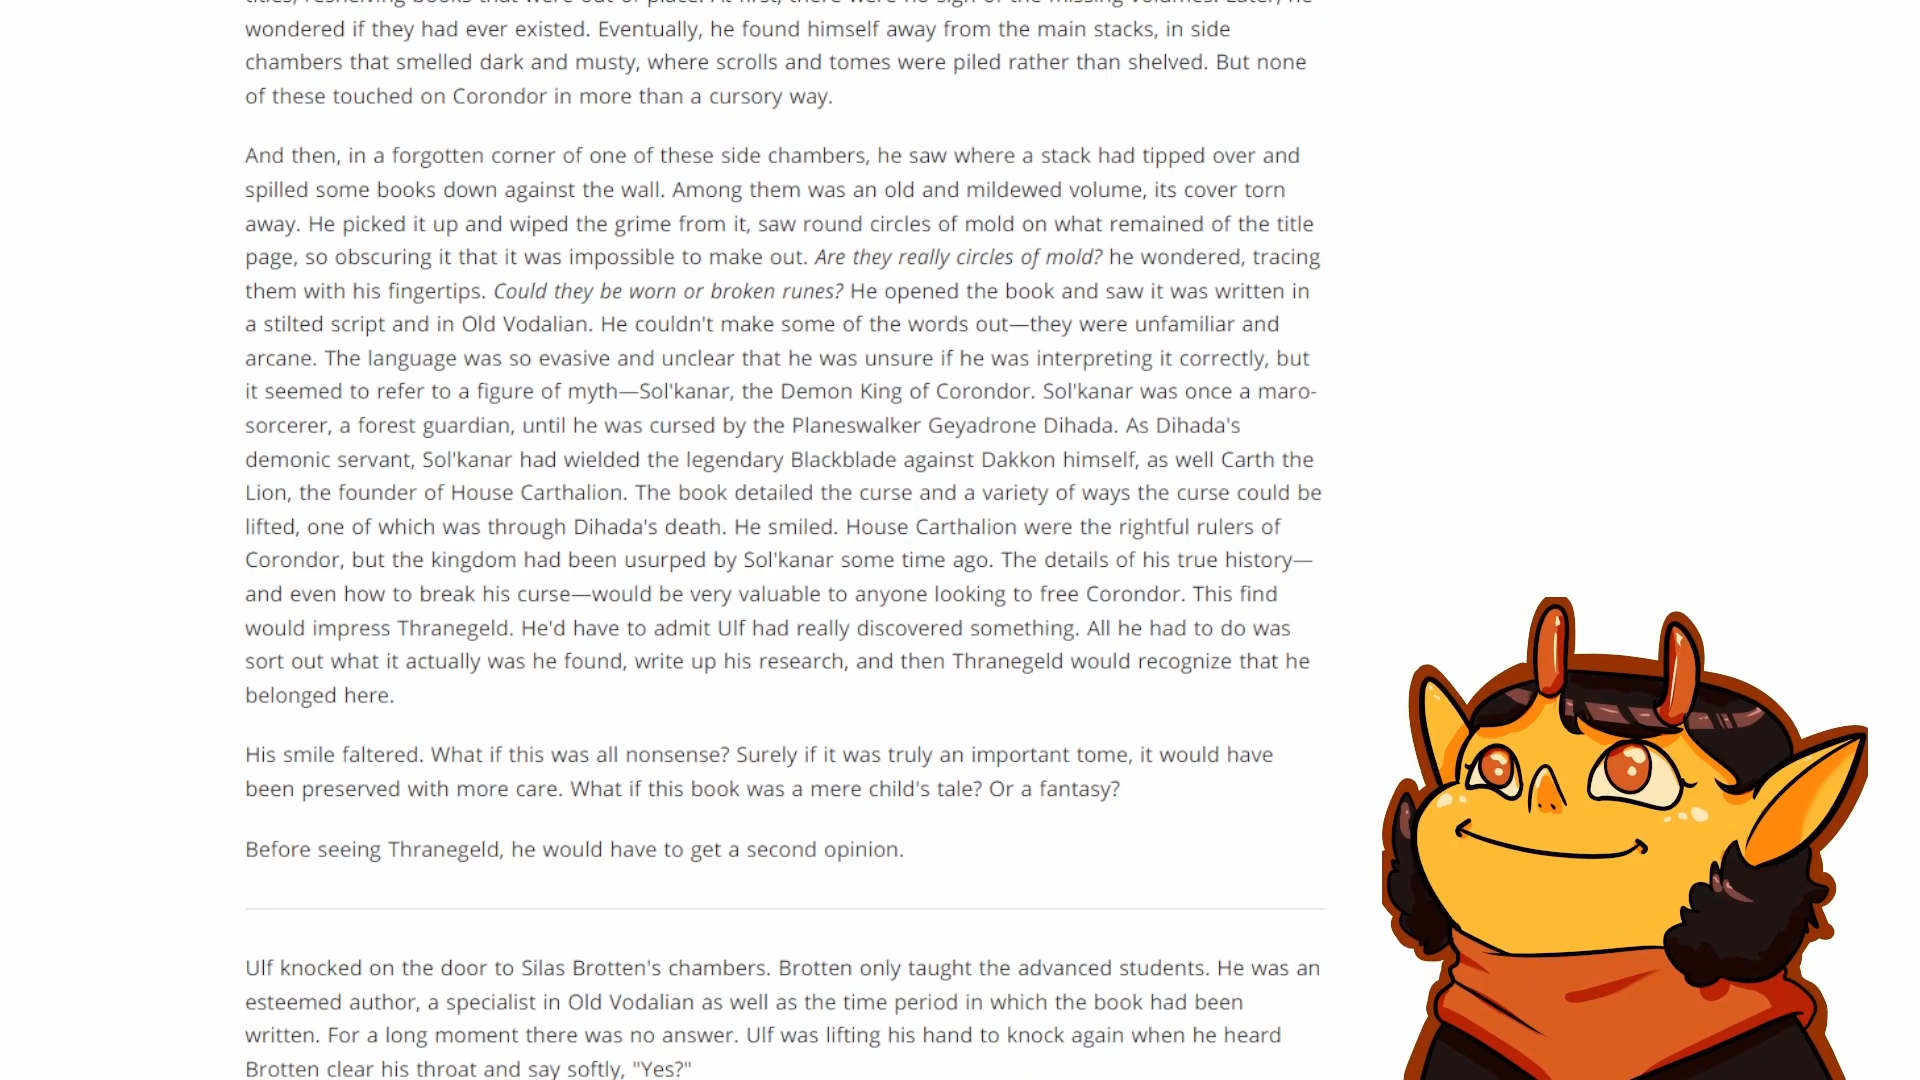 titles, reshelving books that were out of place. At first, there were no sign of the missing volumes. Later, he
wondered if they had ever existed. Eventually, he found himself away from the main stacks, in side
chambers that smelled dark and musty, where scrolls and tomes were piled rather than shelved. But none
of these touched on Corondor in more than a cursory way.
And then, in a forgotten corner of one of these side chambers, he saw where a stack had tipped over and
spilled some books down against the wall. Among them was an old and mildewed volume, its cover torn
away. He picked it up and wiped the grime from it, saw round circles of mold on what remained of the title
page, so obscuring it that it was impossible to make out. Are they really circles of mold? he wondered, tracing
them with his fingertips. Could they be worn or broken runes? He opened the book and saw it was written in
a stilted script and in Old Vodalian. He couldn't make some of the words out—they were unfamiliar and
arcane. The language was so evasive and unclear that he was unsure if he was interpreting it correctly, but
it seemed to refer to a figure of myth—Sol'kanar, the Demon King of Corondor. Sol'kanar was once a maro-
sorcerer, a forest guardian, until he was cursed by the Planeswalker Geyadrone Dihada. As Dihada's
demonic servant, Sol'kanar had wielded the legendary Blackblade against Dakkon himself, as well Carth the
Lion, the founder of House Carthalion. The book detailed the curse and a variety of ways the curse could be
lifted, one of which was through Dihada's death. He smiled. House Carthalion were the rightful rulers of
Corondor, but the kingdom had been usurped by Sol'kanar some time ago. The details of his true history—
and even how to break his curse—would be very valuable to anyone looking to free Corondor. This find
would impress Thranegeld. He'd have to admit Ulf had really discovered something. All he had to do was
sort out what it actually was he found, write up his research, and then Thranegeld would recognize that he
belonged here.
His smile faltered. What if this was all nonsense? Surely if it was truly an important tome, it would have
been preserved with more care. What if this book was a mere child's tale? Or a fantasy?
Before seeing Thranegeld, he would have to get a second opinion.
Ulf knocked on the door to Silas Brotten's chambers. Brotten only taught the advanced students. He was an
esteemed author, a specialist in Old Vodalian as well as the time period in which the book had been
written. For a long moment there was no answer. Ulf was lifting his hand to knock again when he heard
Brotten clear his throat and say softly, "Yes?"